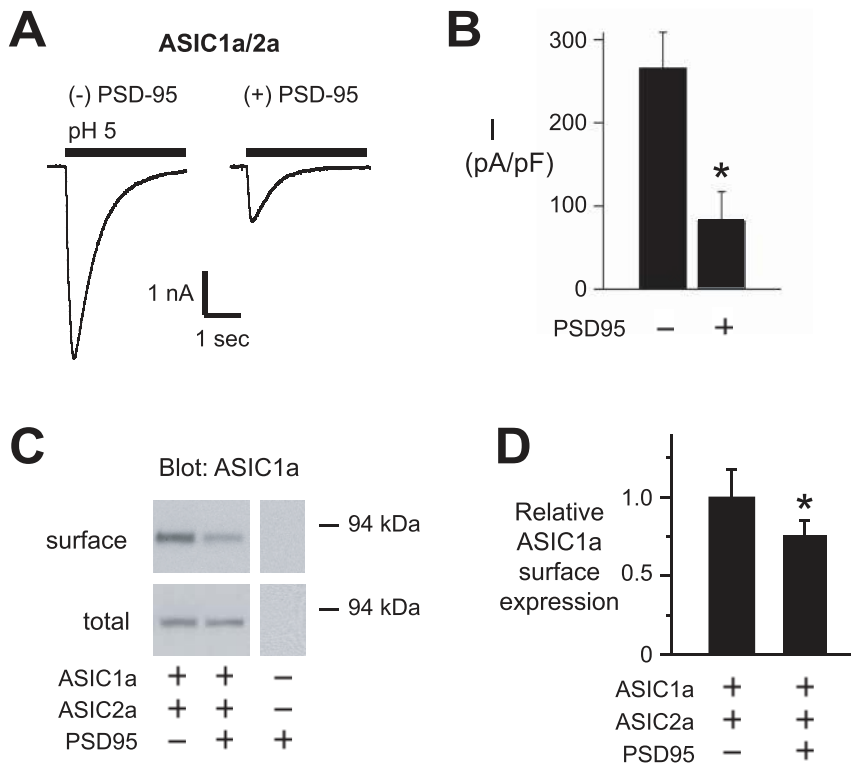 A
ASIC1a/2a
(-) PSD-95
(+) PSD-95
pH 5
1 nA
1 sec
B
300
200
100
0
I
(pA/pF)
*
PSD95
− +
C
Blot: ASIC1a
surface
94 kDa
total
94 kDa
ASIC1a + + −
ASIC2a + + −
PSD95 − + +
D
Relative
ASIC1a
surface
expression
1.0
0.5
0
*
ASIC1a + +
ASIC2a + +
PSD95 − +